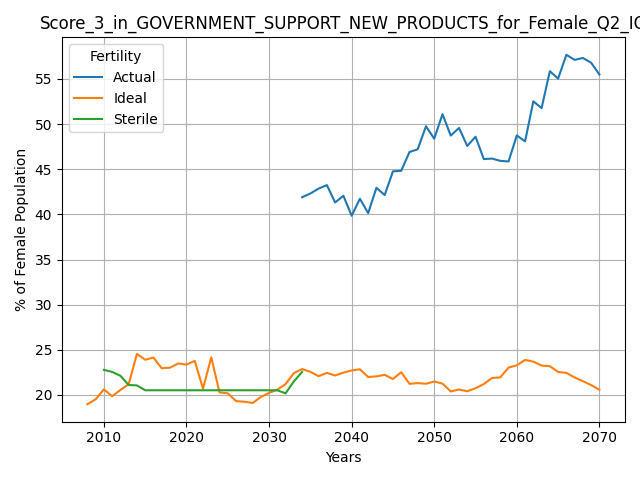 Score_3_in_GOVERNMENT_SUPPORT_NEW_PRODUCTS_for_Female_Q2_IC
Fertility
Actual
Ideal
Sterile
% of Female Population
55
50
45
40
35
30
25
20
2010 2020 2030 2040 2050 2060 2070
Years